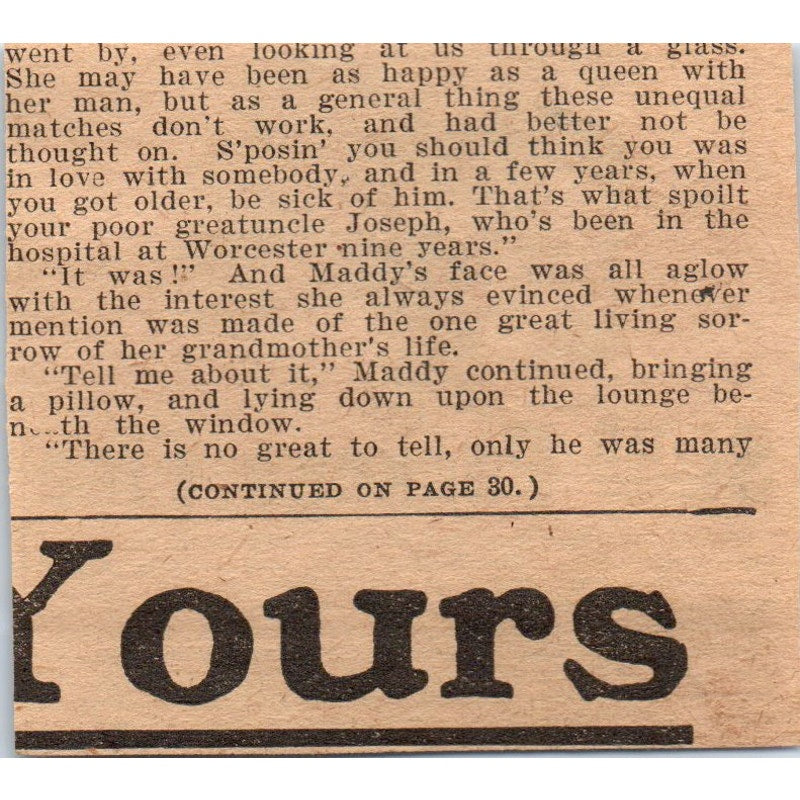 went by, even looking at us through a glass.
She may have been as happy as a queen with
her man, but as a general thing these unequal
matches don't work, and had better not be
thought on. S'posin' you should think you was
in love with somebody, and in a few years, when
you got older, be sick of him. That's what spoilt
your poor greatuncle Joseph, who's been in the
hospital at Worcester nine years."
"It was!" And Maddy's face was all aglow
with the interest she always evinced whenever
mention was made of the one great living sor-
row of her grandmother's life.
"Tell me about it," Maddy continued, bringing
a pillow, and lying down upon the lounge be-
neath the window.
"There is no great to tell, only he was many
(CONTINUED ON PAGE 30.)
Yours